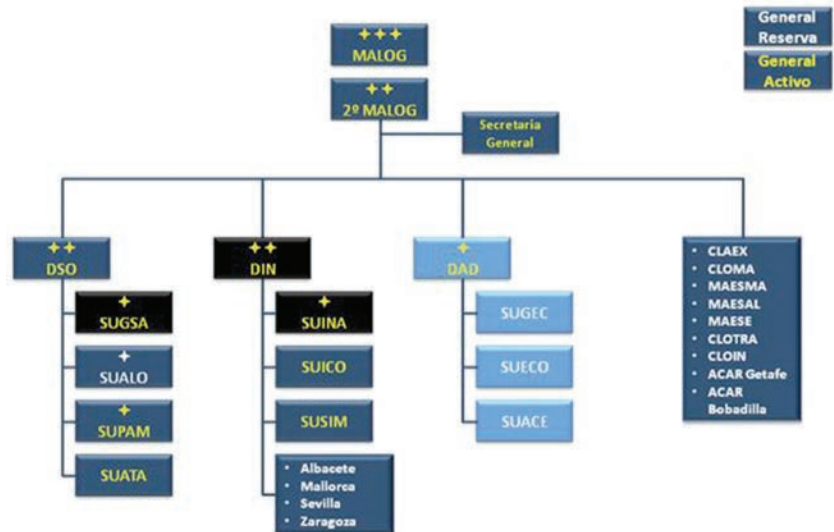 General
Reserva
General
Activo
MALOG
2º MALOG
Secretaria
General
DSO
SUGSA
SUALO
SUPAM
SUATA
DIN
SUINA
SUICO
SUSIM
• Albacete
• Mallorca
• Sevilla
• Zaragoza
DAD
SUGEC
SUECO
SUACE
• CLAEX
• CLOMA
• MAESMA
• MAESAL
• MAESE
• CLOTRA
• CLOIN
• ACAR Getafe
• ACAR
Bobadilla